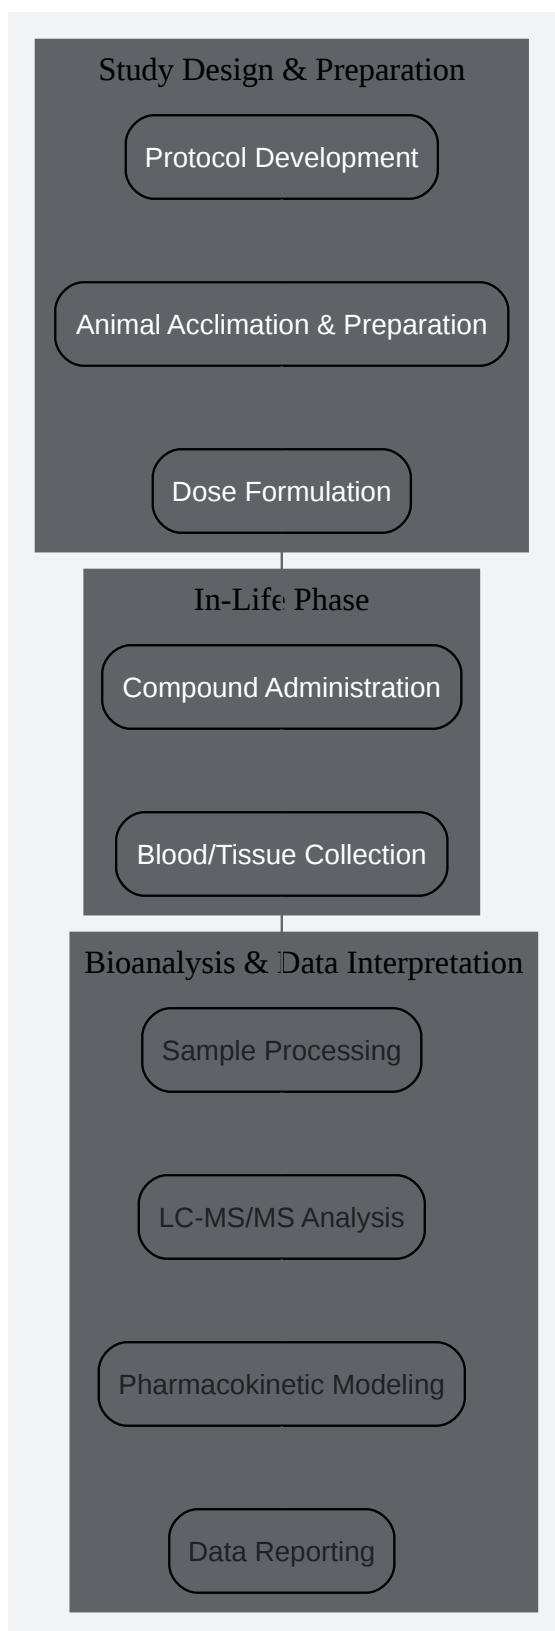 Study Design & Preparation
Protocol Development
Animal Acclimation & Preparation
Dose Formulation
In-Life Phase
Compound Administration
Blood/Tissue Collection
Bioanalysis & Data Interpretation
Sample Processing
LC-MS/MS Analysis
Pharmacokinetic Modeling
Data Reporting